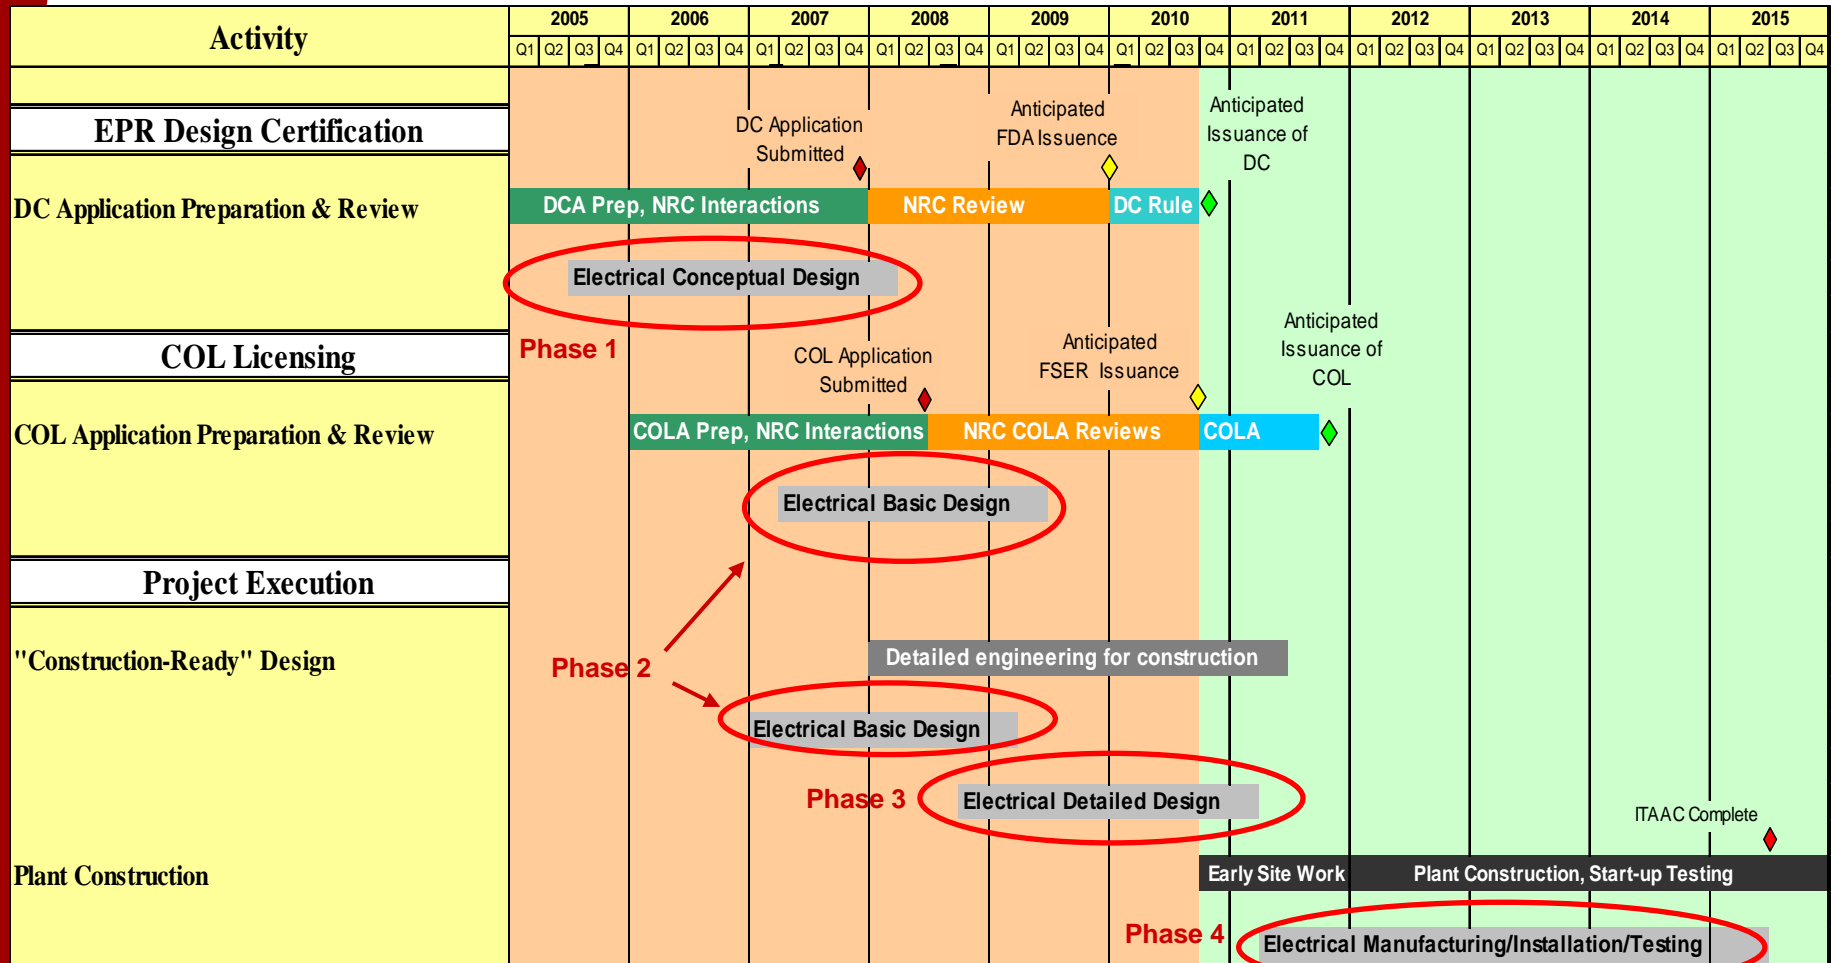 Activity
2005 2006 2007 2008 2009 2010 2011 2012 2013 2014 2015
Q1 Q2 Q3 Q4 Q1 Q2 Q3 Q4 Q1 Q2 Q3 Q4 Q1 Q2 Q3 Q4 Q1 Q2 Q3 Q4 Q1 Q2 Q3 Q4 Q1 Q2 Q3 Q4 Q1 Q2 Q3 Q4 Q1 Q2 Q3 Q4 Q1 Q2 Q3 Q4 Q1 Q2 Q3 Q4
EPR Design Certification
DC Application
Submitted
Anticipated
FDA Issuence
Anticipated
Issuance of
DC
DC Application Preparation & Review
DCA Prep, NRC Interactions
NRC Review
DC Rule
Electrical Conceptual Design
Phase 1
COL Licensing
COL Application
Submitted
Anticipated
FSER Issuance
Anticipated
Issuance of
COL
COL Application Preparation & Review
COLA Prep, NRC Interactions
NRC COLA Reviews
COLA
Electrical Basic Design
Project Execution
"Construction-Ready" Design
Phase 2
Detailed engineering for construction
Electrical Basic Design
Phase 3
Electrical Detailed Design
ITAAC Complete
Plant Construction
Early Site Work
Plant Construction, Start-up Testing
Phase 4
Electrical Manufacturing/Installation/Testing